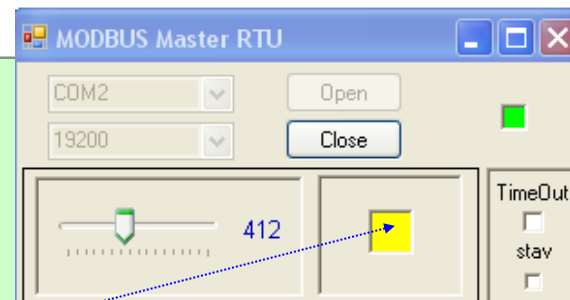 MODBUS Master RTU
COM2
Open
19200
Close
412
TimeOut
stav